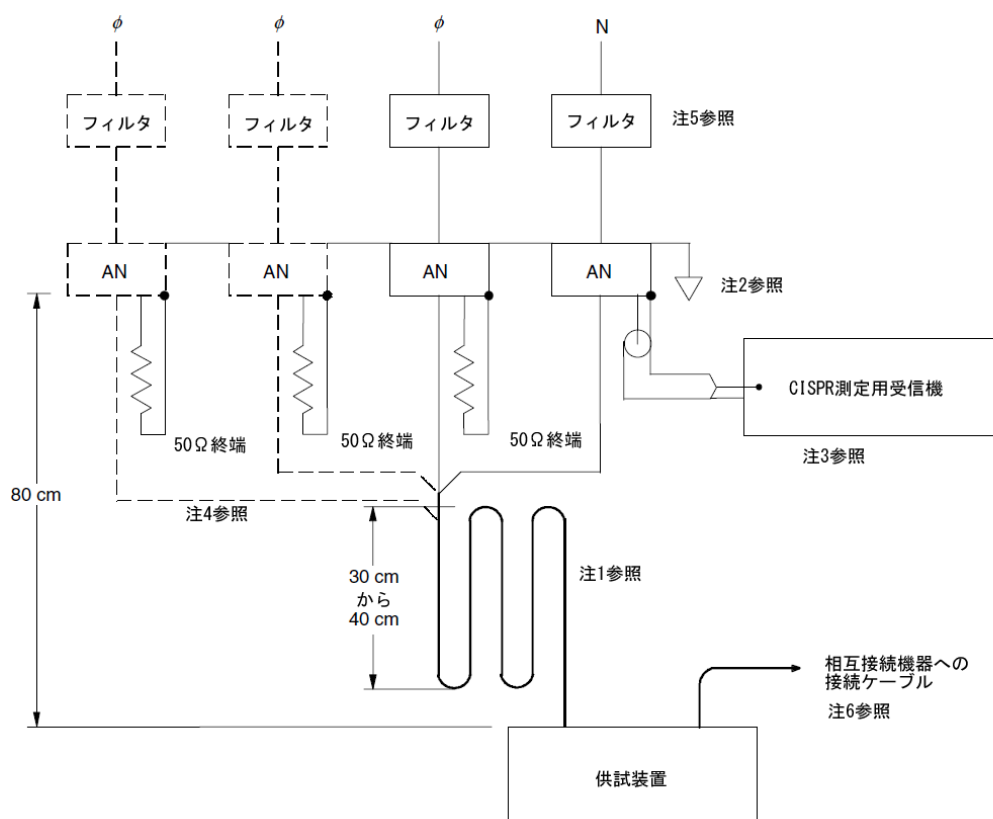 ϕ
ϕ
ϕ
N
フィルタ
フィルタ
フィルタ
フィルタ
注5参照
AN
AN
AN
AN
注2参照
CISPR測定用受信機
注3参照
50Ω終端
50Ω終端
50Ω終端
80 cm
注4参照
30 cm
から
40 cm
注1参照
相互接続機器への
接続ケーブル
注6参照
供試装置